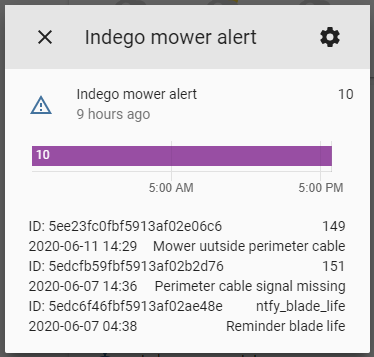 Indego mower alert
Indego mower alert 10
9 hours ago
10
5:00 AM 5:00 PM
ID: 5ee23fc0fbf5913af02e06c6 149
2020-06-11 14:29 Mower uutside perimeter cable
ID: 5edcfb59fbf5913af02b2d76 151
2020-06-07 14:36 Perimeter cable signal missing
ID: 5edc6f46fbf5913af02ae48e ntfy_blade_life
2020-06-07 04:38 Reminder blade life